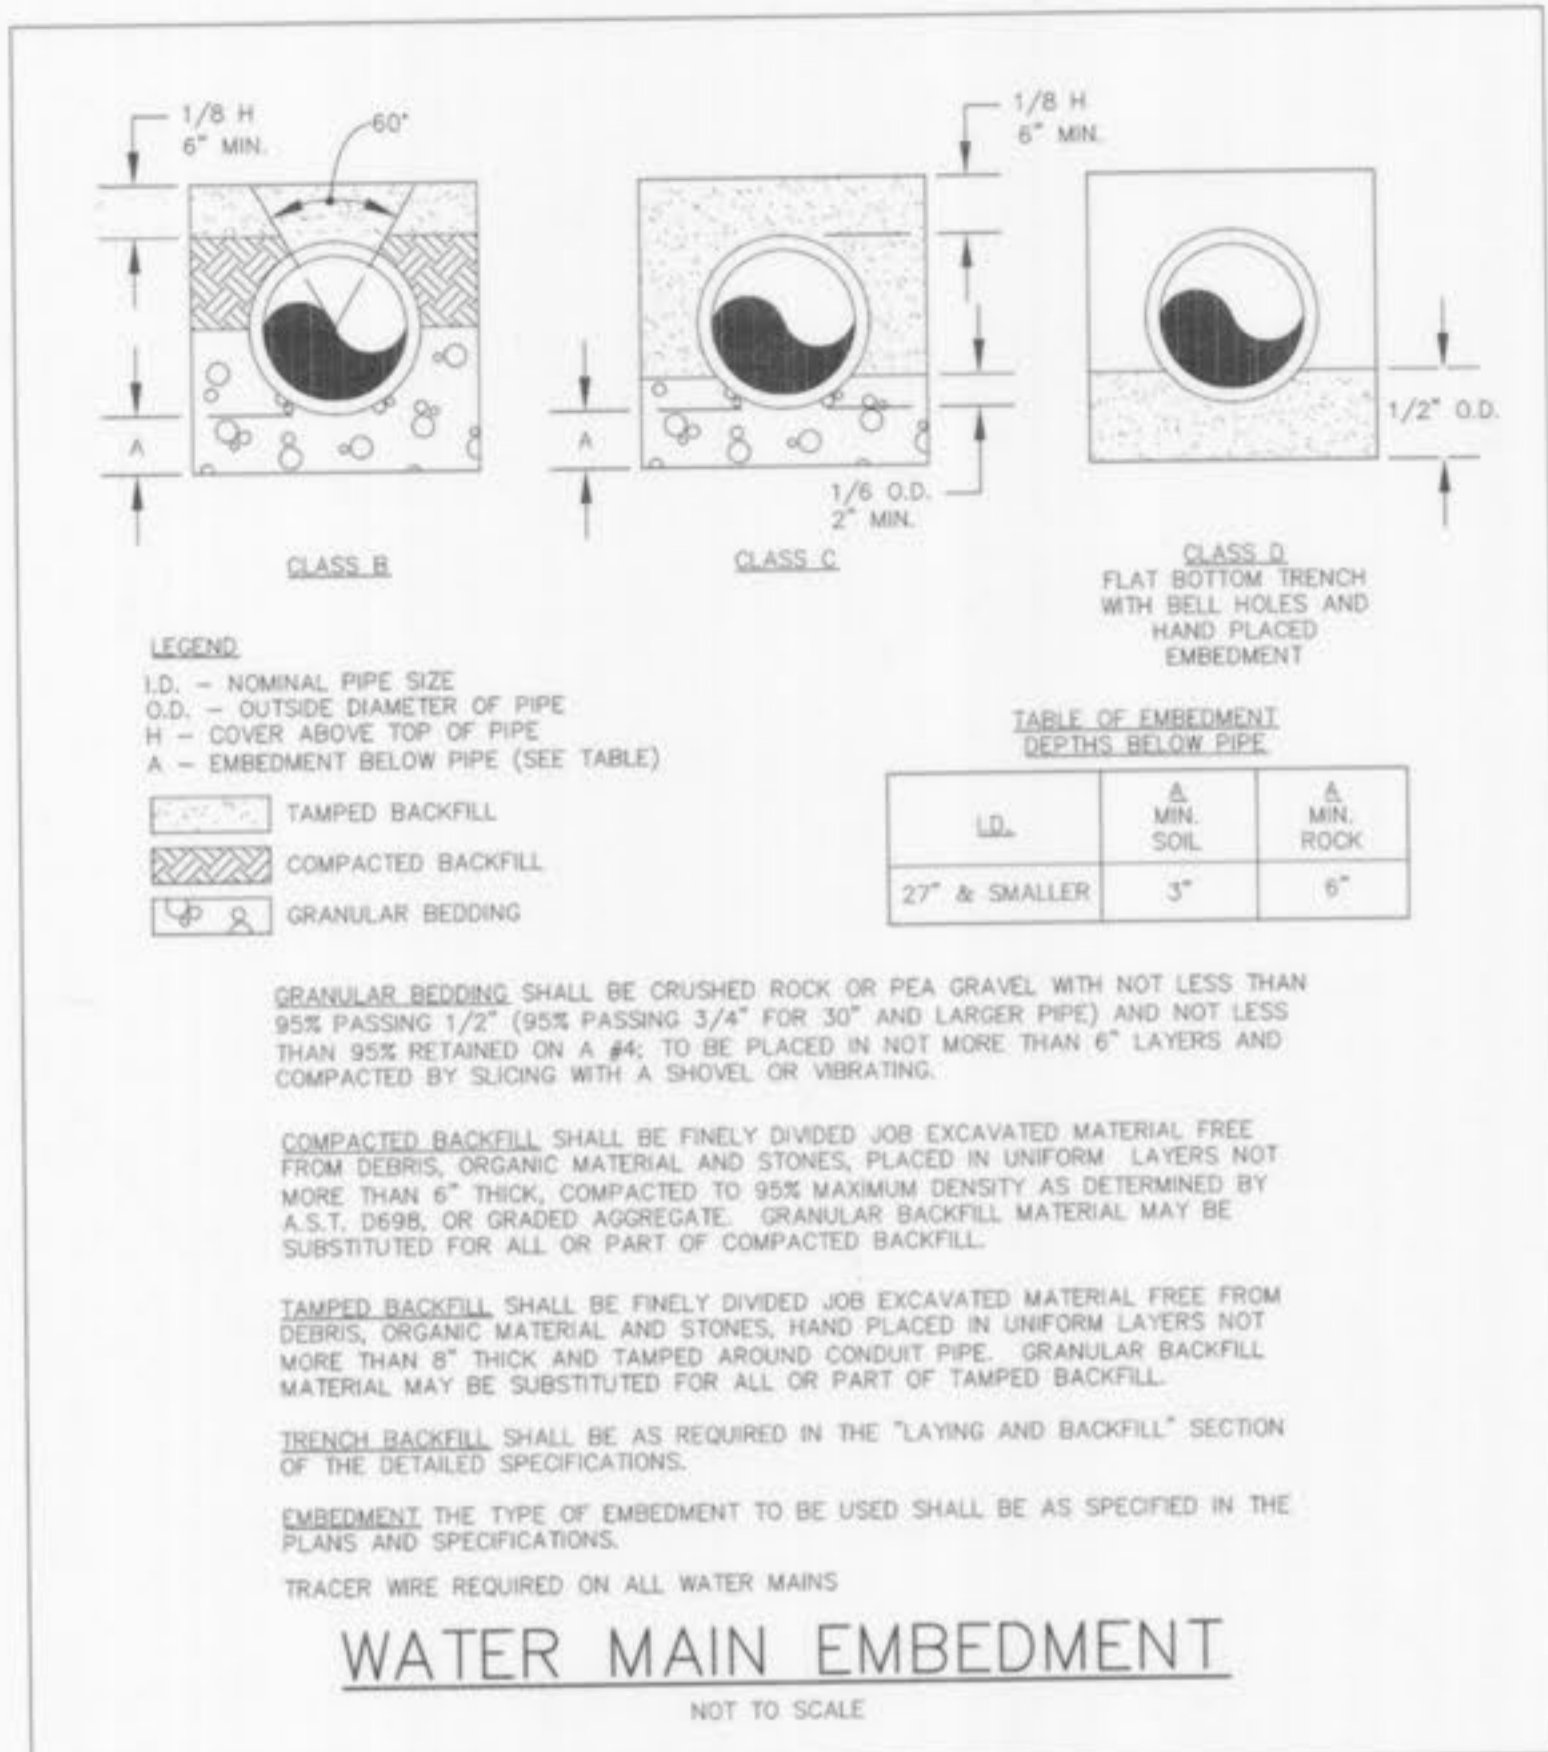 1/8 H
6" MIN.
60°
A
CLASS B
1/8 H
6" MIN.
A
1/6 O.D.
2" MIN.
CLASS C
1/2" O.D.
CLASS D
FLAT BOTTOM TRENCH
WITH BELL HOLES AND
HAND PLACED
EMBEDMENT
LEGEND
I.D. – NOMINAL PIPE SIZE
O.D. – OUTSIDE DIAMETER OF PIPE
H – COVER ABOVE TOP OF PIPE
A – EMBEDMENT BELOW PIPE (SEE TABLE)
TAMPED BACKFILL
COMPACTED BACKFILL
GRANULAR BEDDING
TABLE OF EMBEDMENT
DEPTHS BELOW PIPE
I.D.
A
MIN.
SOIL
A
MIN.
ROCK
27" & SMALLER 3" 6"
GRANULAR BEDDING SHALL BE CRUSHED ROCK OR PEA GRAVEL WITH NOT LESS THAN
95% PASSING 1/2" (95% PASSING 3/4" FOR 30" AND LARGER PIPE) AND NOT LESS
THAN 95% RETAINED ON A #4; TO BE PLACED IN NOT MORE THAN 6" LAYERS AND
COMPACTED BY SLICING WITH A SHOVEL OR VIBRATING.
COMPACTED BACKFILL SHALL BE FINELY DIVIDED JOB EXCAVATED MATERIAL FREE
FROM DEBRIS, ORGANIC MATERIAL AND STONES, PLACED IN UNIFORM LAYERS NOT
MORE THAN 6" THICK, COMPACTED TO 95% MAXIMUM DENSITY AS DETERMINED BY
A.S.T. D698, OR GRADED AGGREGATE. GRANULAR BACKFILL MATERIAL MAY BE
SUBSTITUTED FOR ALL OR PART OF COMPACTED BACKFILL.
TAMPED BACKFILL SHALL BE FINELY DIVIDED JOB EXCAVATED MATERIAL FREE FROM
DEBRIS, ORGANIC MATERIAL AND STONES, HAND PLACED IN UNIFORM LAYERS NOT
MORE THAN 8" THICK AND TAMPED AROUND CONDUIT PIPE. GRANULAR BACKFILL
MATERIAL MAY BE SUBSTITUTED FOR ALL OR PART OF TAMPED BACKFILL.
TRENCH BACKFILL SHALL BE AS REQUIRED IN THE "LAYING AND BACKFILL" SECTION
OF THE DETAILED SPECIFICATIONS.
EMBEDMENT THE TYPE OF EMBEDMENT TO BE USED SHALL BE AS SPECIFIED IN THE
PLANS AND SPECIFICATIONS.
TRACER WIRE REQUIRED ON ALL WATER MAINS
WATER MAIN EMBEDMENT
NOT TO SCALE